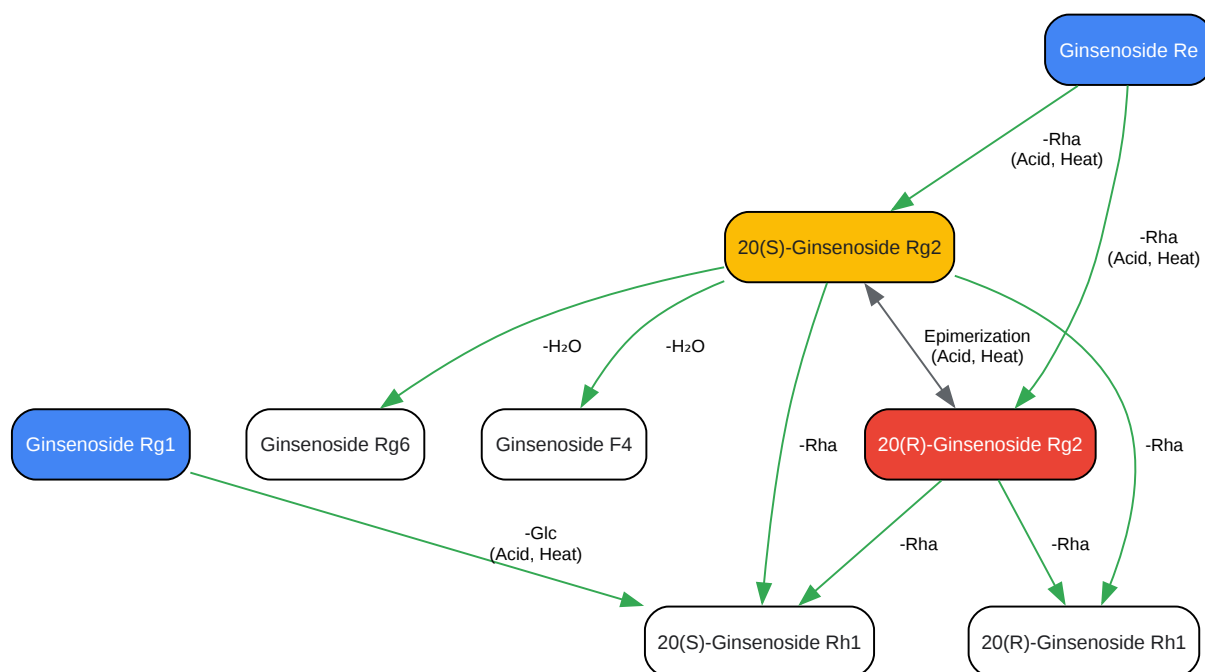 Ginsenoside Re
-Rha
(Acid, Heat)
-Rha
(Acid, Heat)
20(S)-Ginsenoside Rg2
-H₂O
-H₂O
Epimerization
(Acid, Heat)
Ginsenoside Rg1
Ginsenoside Rg6
Ginsenoside F4
-Rha
20(R)-Ginsenoside Rg2
-Rha
-Glc
(Acid, Heat)
-Rha
-Rha
20(S)-Ginsenoside Rh1
20(R)-Ginsenoside Rh1